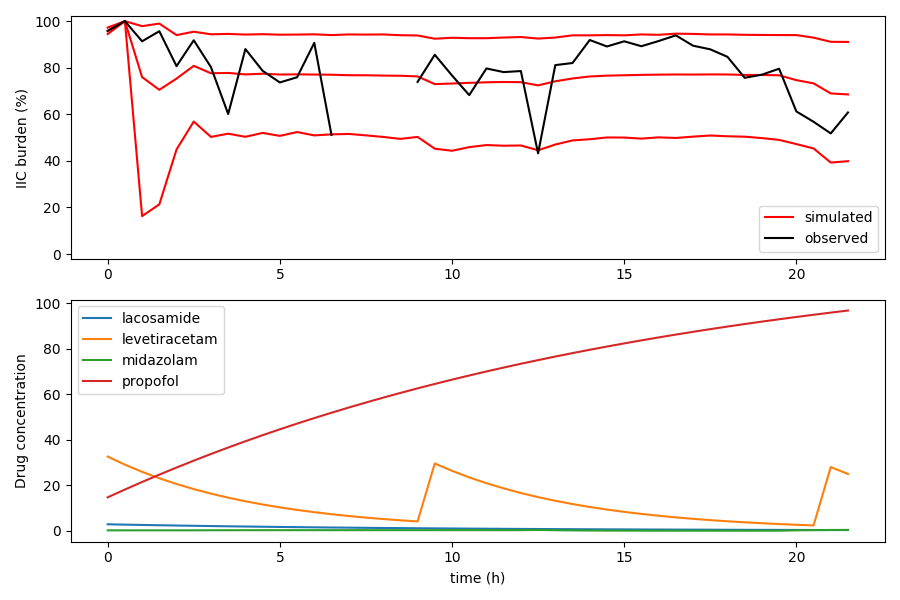 100
80
60
40
20
0
IIC burden (%)
simulated
observed
0
5
10
15
20
100
80
60
40
20
0
Drug concentration
lacosamide
levetiracetam
midazolam
propofol
0
5
10
15
20
time (h)